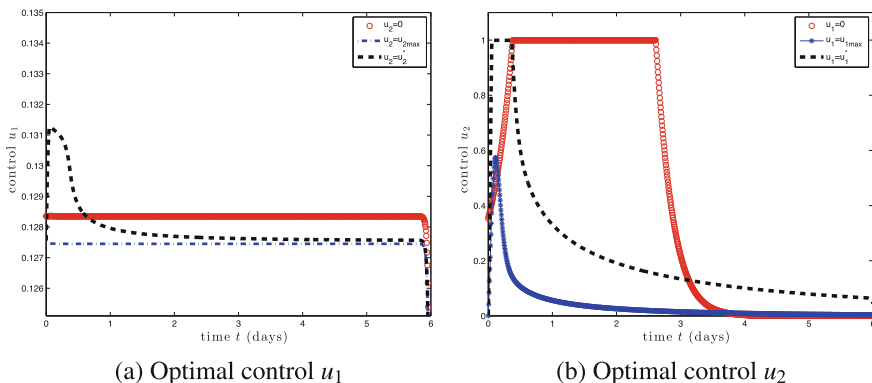 0.135
0.134
0.133
0.132
0.131
0.13
0.129
0.128
0.127
0.126
control u₁
0 1 2 3 4 5 6
time t (days)
u₂=0
u₂=u₂max
u₂=u₂*
(a) Optimal control u₁
1
0.8
0.6
0.4
0.2
0
control u₂
0 1 2 3 4 5 6
time t (days)
u₁=0
u₁=u₁max
u₁=u₁*
(b) Optimal control u₂